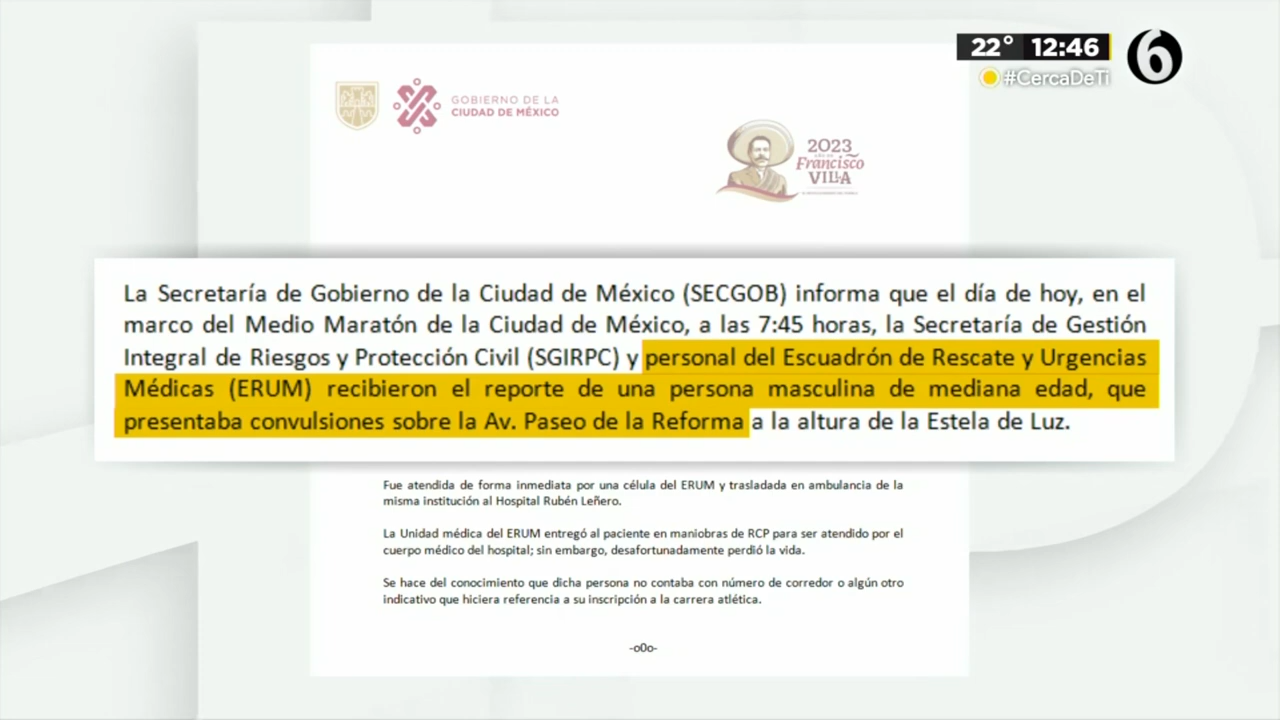 22° 12:46
6
#CercaDeTi
GOBIERNO DE LA
CIUDAD DE MÉXICO
2023
Francisco
VILLA
La Secretaría de Gobierno de la Ciudad de México (SECGOB) informa que el día de hoy, en el
marco del Medio Maratón de la Ciudad de México, a las 7:45 horas, la Secretaría de Gestión
Integral de Riesgos y Protección Civil (SGIRPC) y personal del Escuadrón de Rescate y Urgencias
Médicas (ERUM) recibieron el reporte de una persona masculina de mediana edad, que
presentaba convulsiones sobre la Av. Paseo de la Reforma a la altura de la Estela de Luz.
Fue atendida de forma inmediata por una célula del ERUM y trasladada en ambulancia de la
misma institución al Hospital Rubén Leñero.
La Unidad médica del ERUM entregó al paciente en maniobras de RCP para ser atendido por el
cuerpo médico del hospital; sin embargo, desafortunadamente perdió la vida.
Se hace del conocimiento que dicha persona no contaba con número de corredor o algún otro
indicativo que hiciera referencia a su inscripción a la carrera atlética.
-o0o-